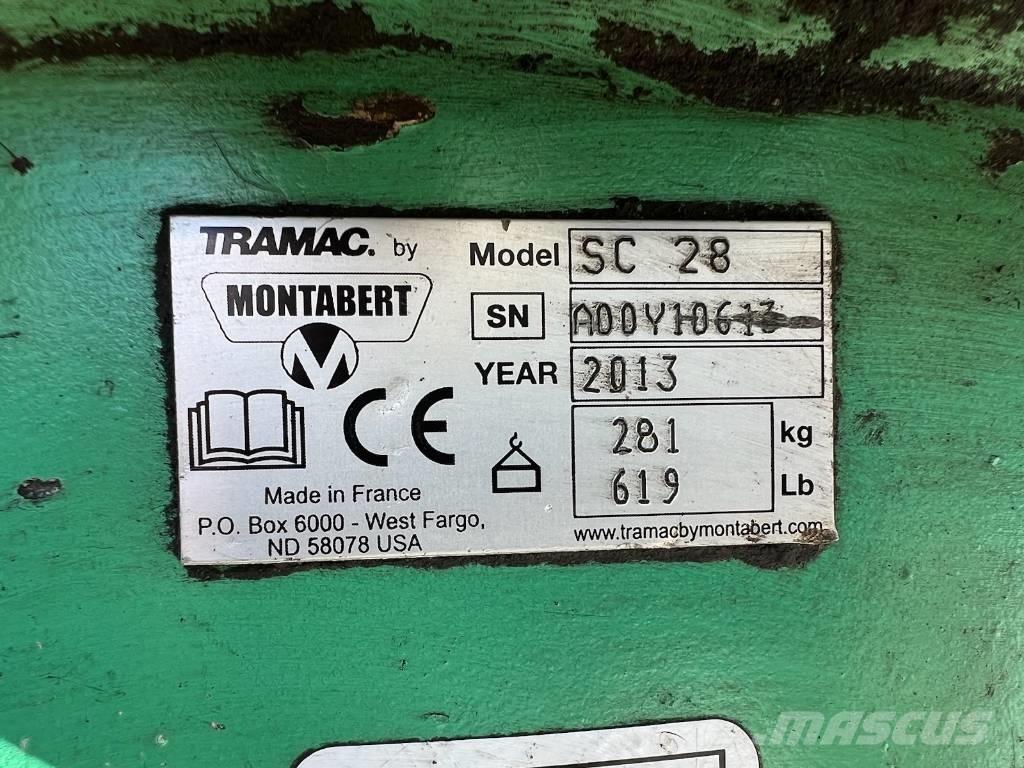 TRAMAC. by
MONTABERT
M
Model SC 28
SN
YEAR 2013
281 kg
619 Lb
CE
Made in France
P.O. Box 6000 - West Fargo,
ND 58078 USA
www.tramacbymontabert.com
MASCUS